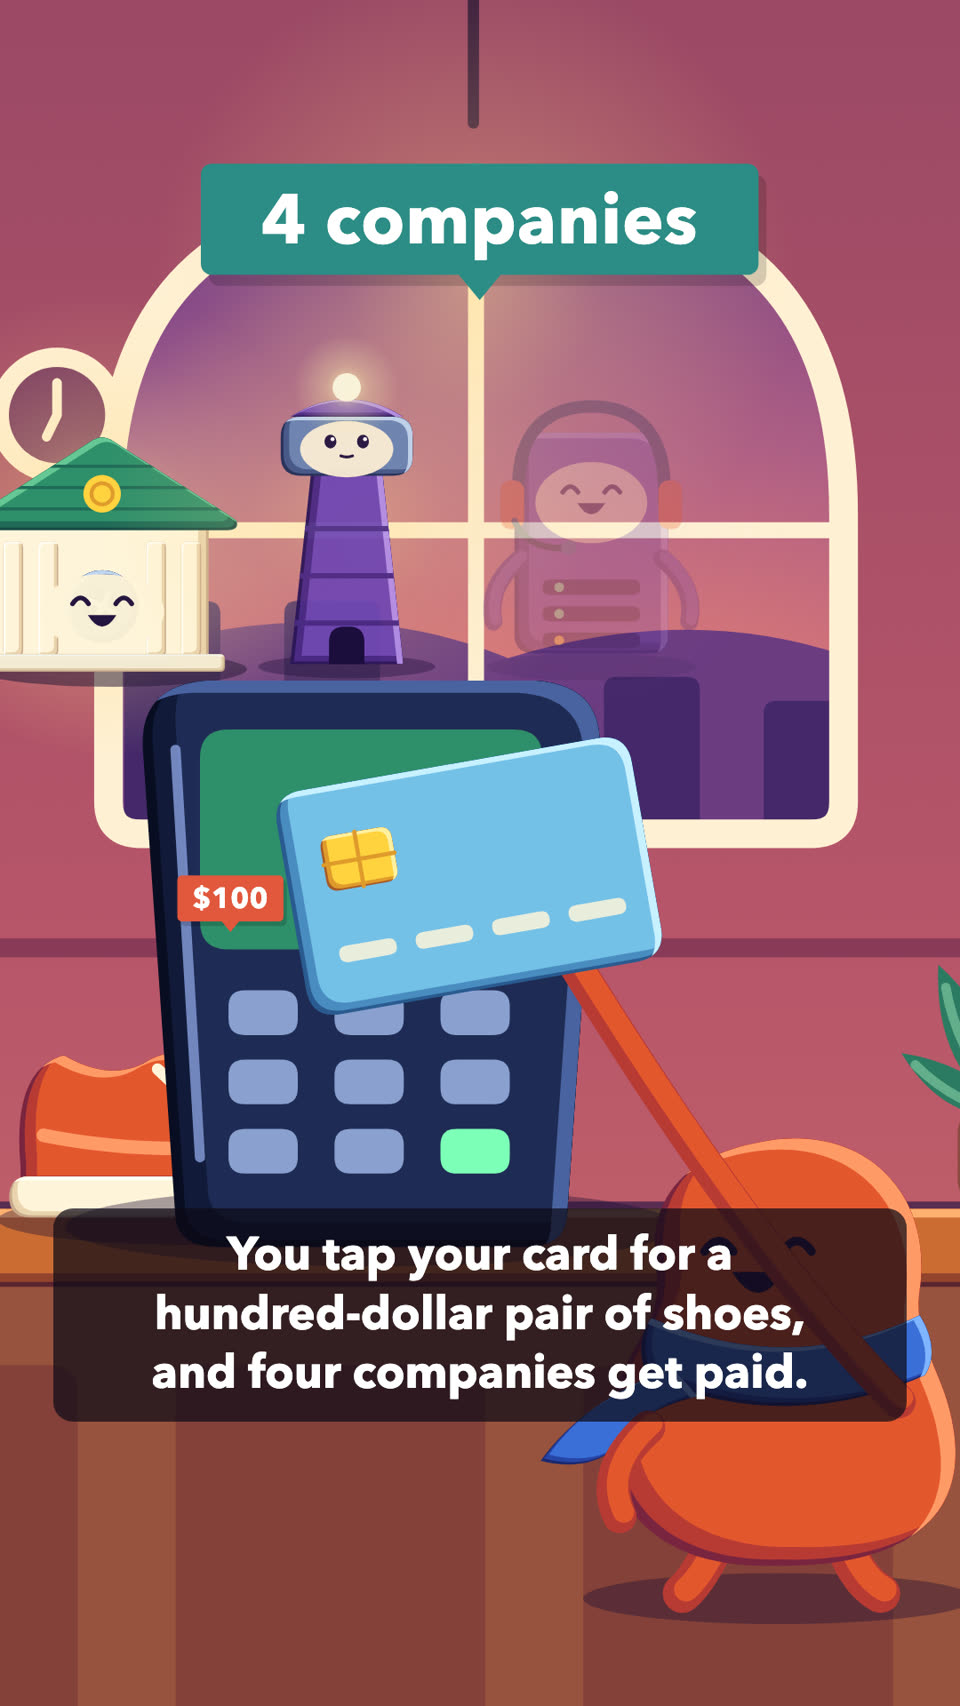 4 companies
$100
You tap your card for a
hundred-dollar pair of shoes,
and four companies get paid.